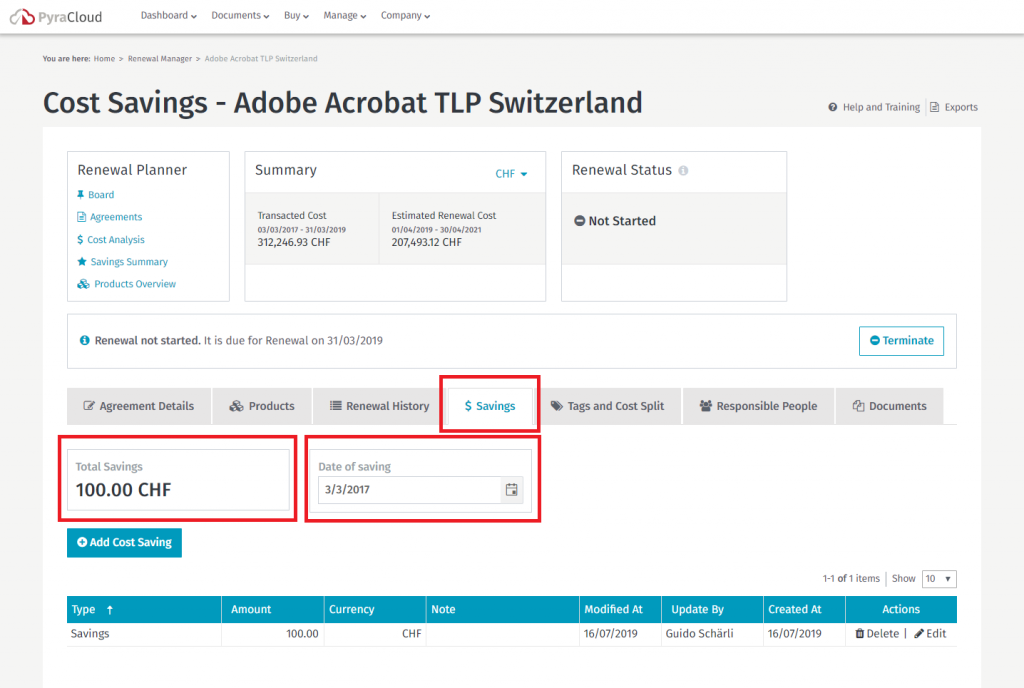 PyraCloud
Dashboard Documents Buy Manage Company
You are here: Home > Renewal Manager > Adobe Acrobat TLP Switzerland
Cost Savings - Adobe Acrobat TLP Switzerland
Help and Training Exports
Renewal Planner
Board
Agreements
Cost Analysis
Savings Summary
Products Overview
Summary CHF
Transacted Cost
03/03/2017 - 31/03/2019
312,246.93 CHF
Estimated Renewal Cost
01/04/2019 - 30/04/2021
207,493.12 CHF
Renewal Status
Not Started
Renewal not started. It is due for Renewal on 31/03/2019
Terminate
Agreement Details Products Renewal History $ Savings Tags and Cost Split Responsible People Documents
Total Savings
100.00 CHF
Date of saving
3/3/2017
Add Cost Saving
1-1 of 1 items Show 10
Type ↑ Amount Currency Note Modified At Update By Created At Actions
Savings 100.00 CHF 16/07/2019 Guido Schärli 16/07/2019 Delete | Edit